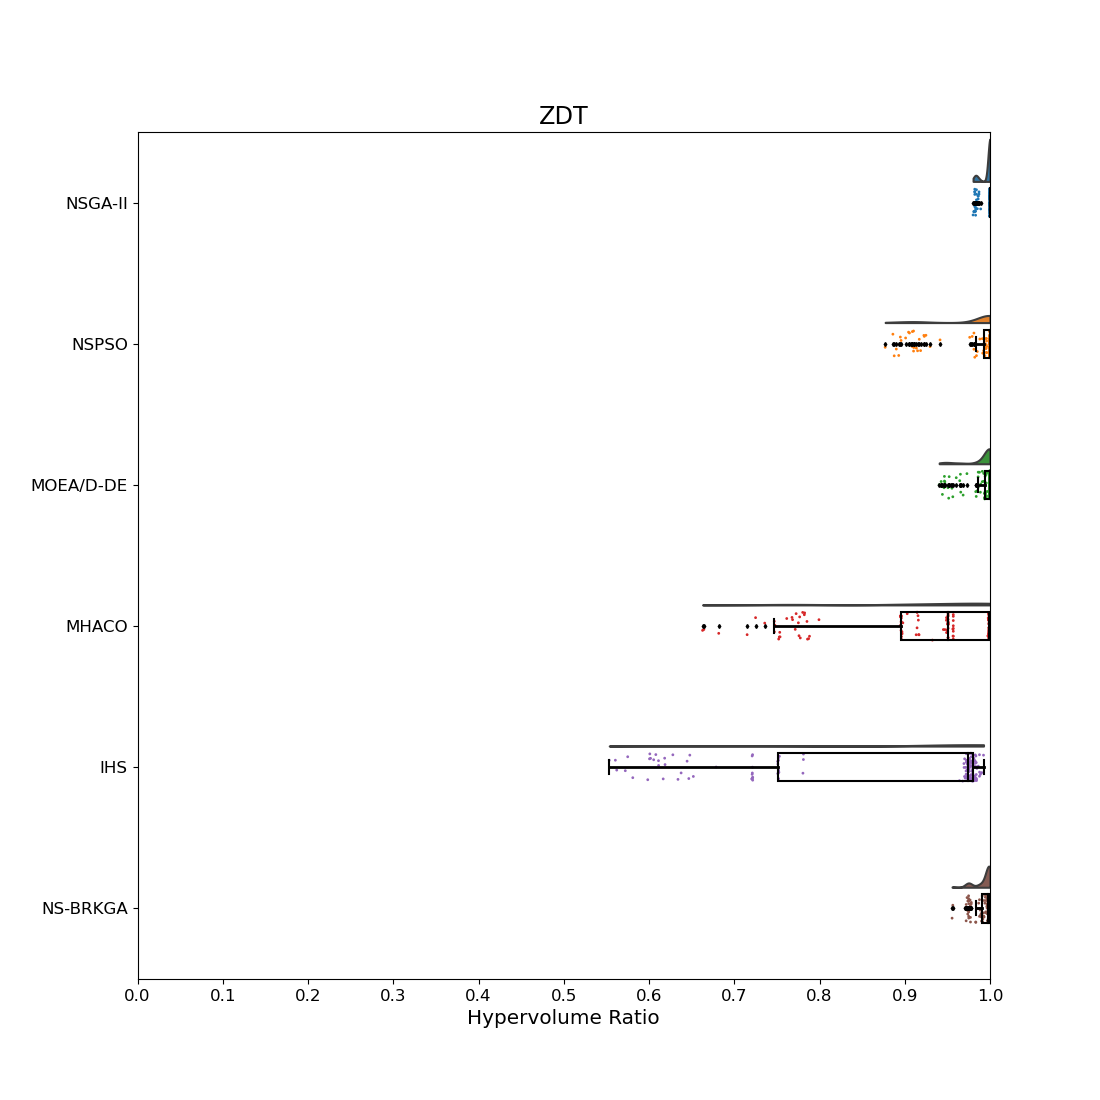 ZDT
NSGA-II
NSPSO
MOEA/D-DE
MHACO
IHS
NS-BRKGA
0.0 0.1 0.2 0.3 0.4 0.5 0.6 0.7 0.8 0.9 1.0
Hypervolume Ratio